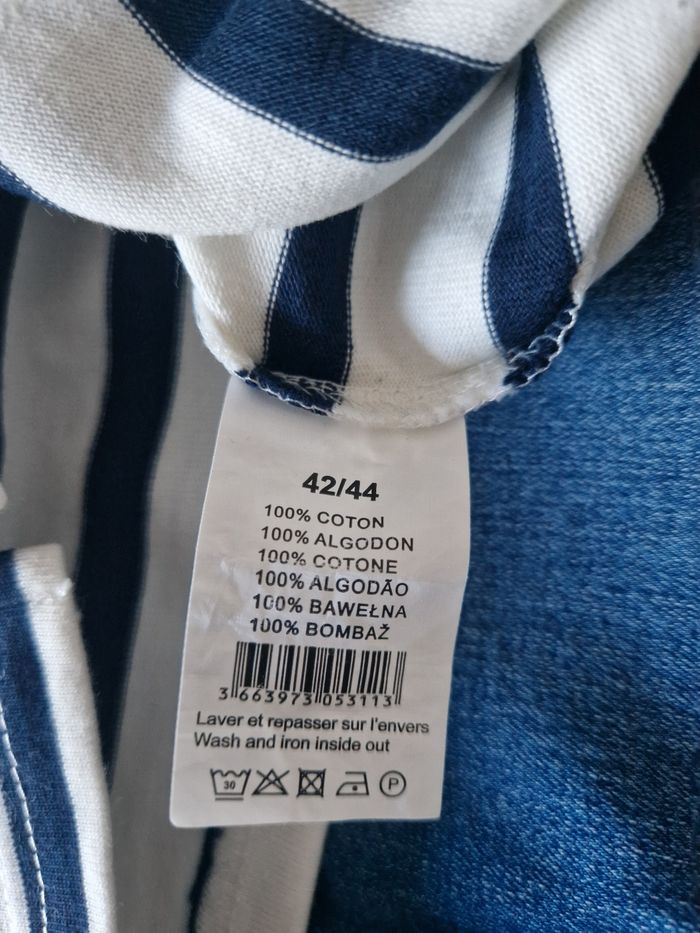 42/44
100% COTON
100% ALGODON
100% COTONE
100% ALGODÃO
100% BAWEŁNA
100% BOMBAŽ
3 663973 053113
Laver et repasser sur l'envers
Wash and iron inside out
30 P